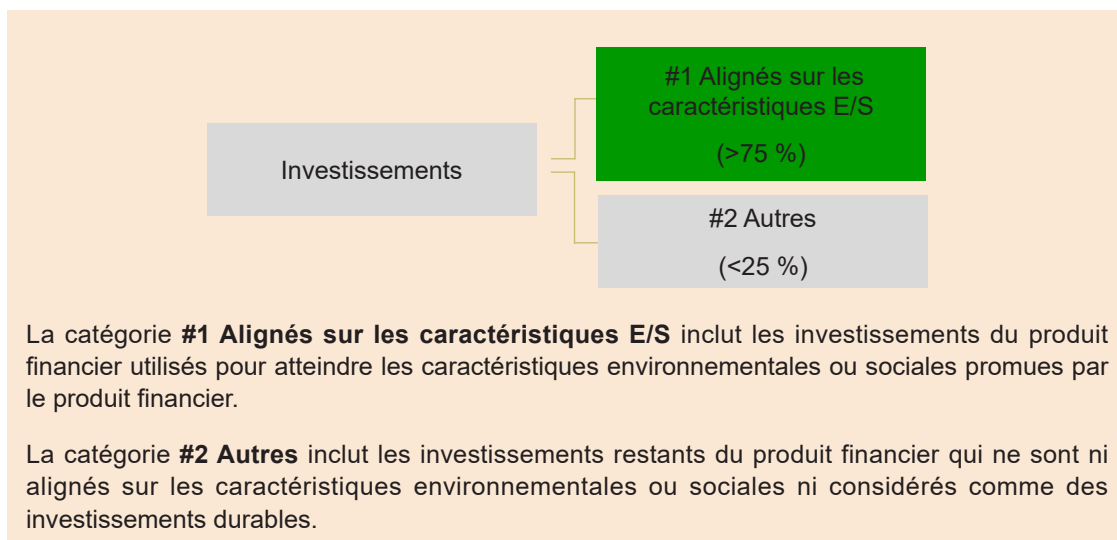 #1 Alignés sur les
caractéristiques E/S
(>75 %)
Investissements
#2 Autres
(<25 %)
La catégorie #1 Alignés sur les caractéristiques E/S inclut les investissements du produit
financier utilisés pour atteindre les caractéristiques environnementales ou sociales promues par
le produit financier.
La catégorie #2 Autres inclut les investissements restants du produit financier qui ne sont ni
alignés sur les caractéristiques environnementales ou sociales ni considérés comme des
investissements durables.